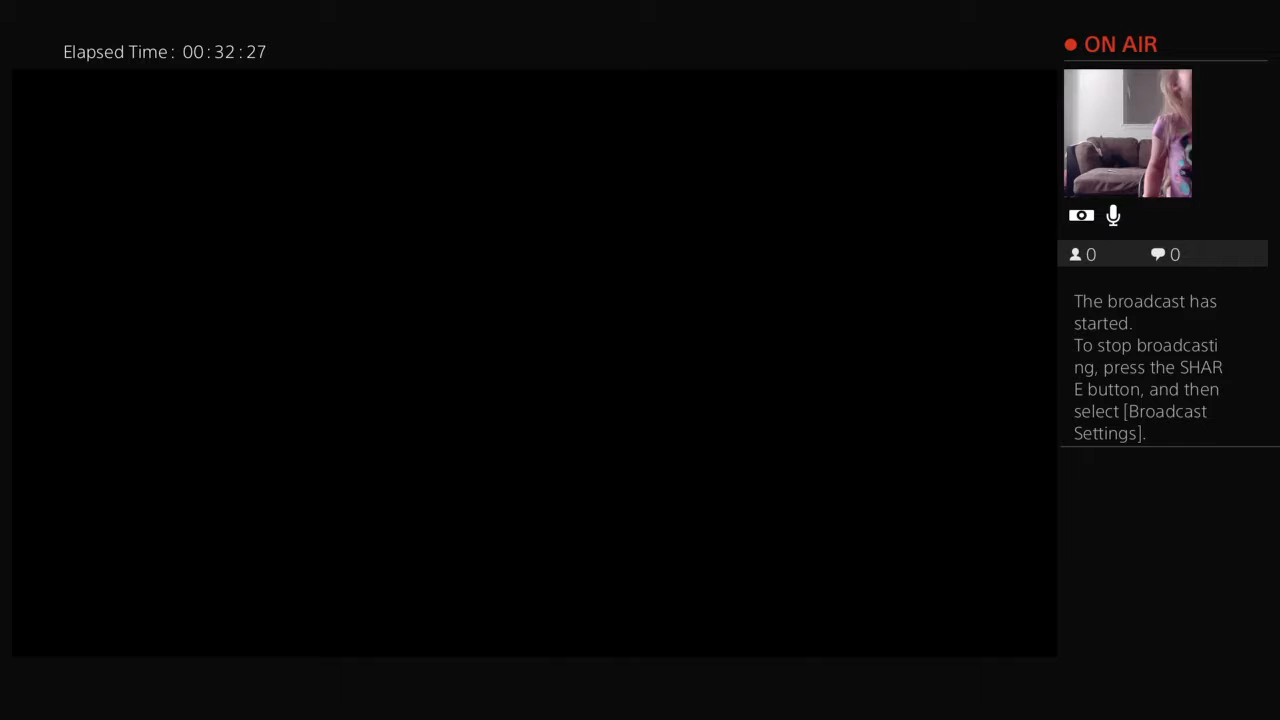 Elapsed Time: 00:32:27
ON AIR
0
0
The broadcast has
started.
To stop broadcasti
ng, press the SHAR
E button, and then
select [Broadcast
Settings].